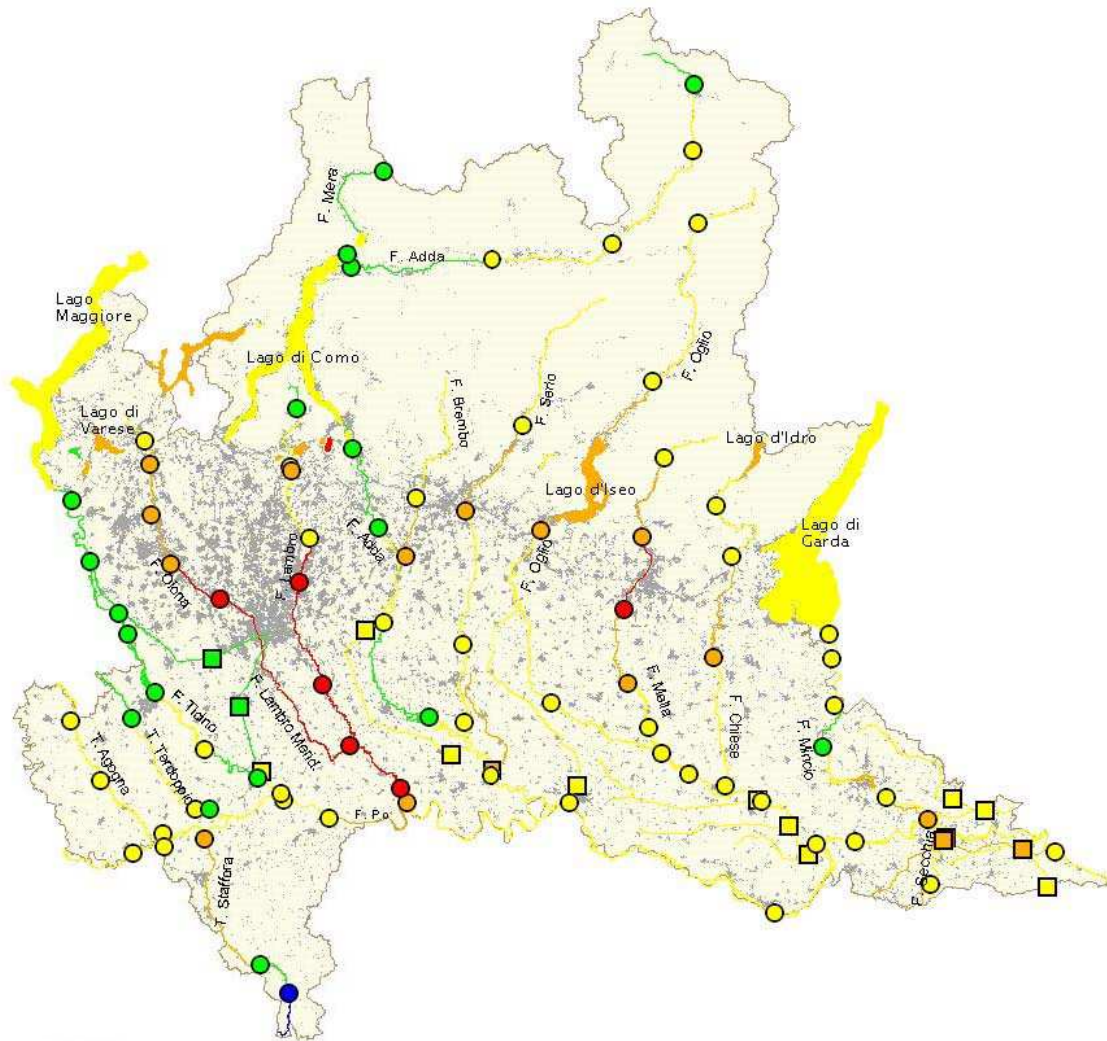 F. Mera
F. Adda
Lago
Maggiore
Lago di Como
F. Oglio
Lago di
Varese
F. Brembo
F. Serio
Lago d'Idro
Lago d'Iseo
Lago di
Garda
F. Adda
F. Oglio
F. Olona
F. Lambro
F. Lambro Merid.
F. Ticino
T. Terdoppio
T. Agogna
F. Mella
F. Chiese
F. Mincio
F. Po
T. Staffora
F. Secchia